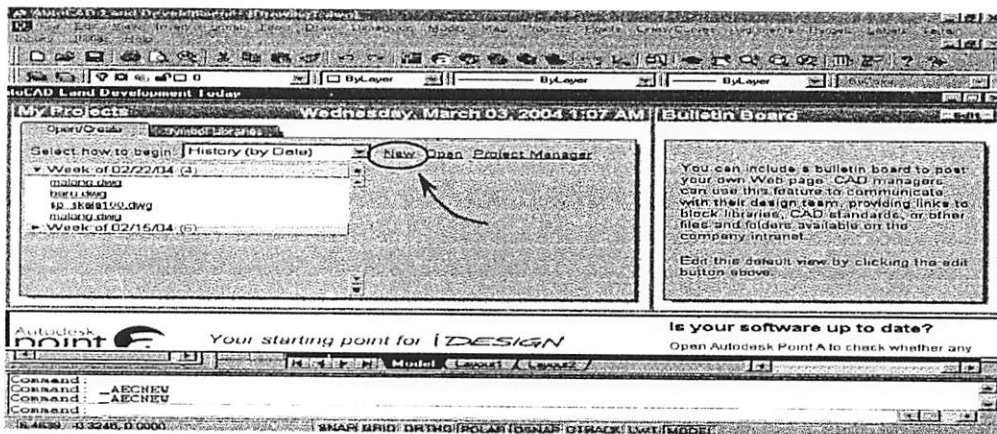 AutoCAD Land Development Today
My Projects Wednesday, March 03, 2004 1:07 AM
Bulletin Board Edit
Open/Create Symbol Libraries
Select how to begin: History (by Date) New Open Project Manager
Week of 02/22/04 (4)
malang.dwg
baru.dwg
sp_skala100.dwg
malang.dwg
Week of 02/15/04 (6)
You can include a bulletin board to post
your own Web page. CAD managers
can use this feature to communicate
with their design team, providing links to
block libraries, CAD standards, or other
files and folders available on the
company intranet.
Edit this default view by clicking the edit
button above.
0 ByLayer ByLayer ByLayer
Autodesk
point
Your starting point for iDESIGN
Is your software up to date?
Open Autodesk Point A to check whether any
Model Layout1 Layout2
Command:
Command: _AECNEW
Command: _AECNEW
Command:
SNAP GRID ORTHO POLAR OSNAP OTRACK LWT MODEL